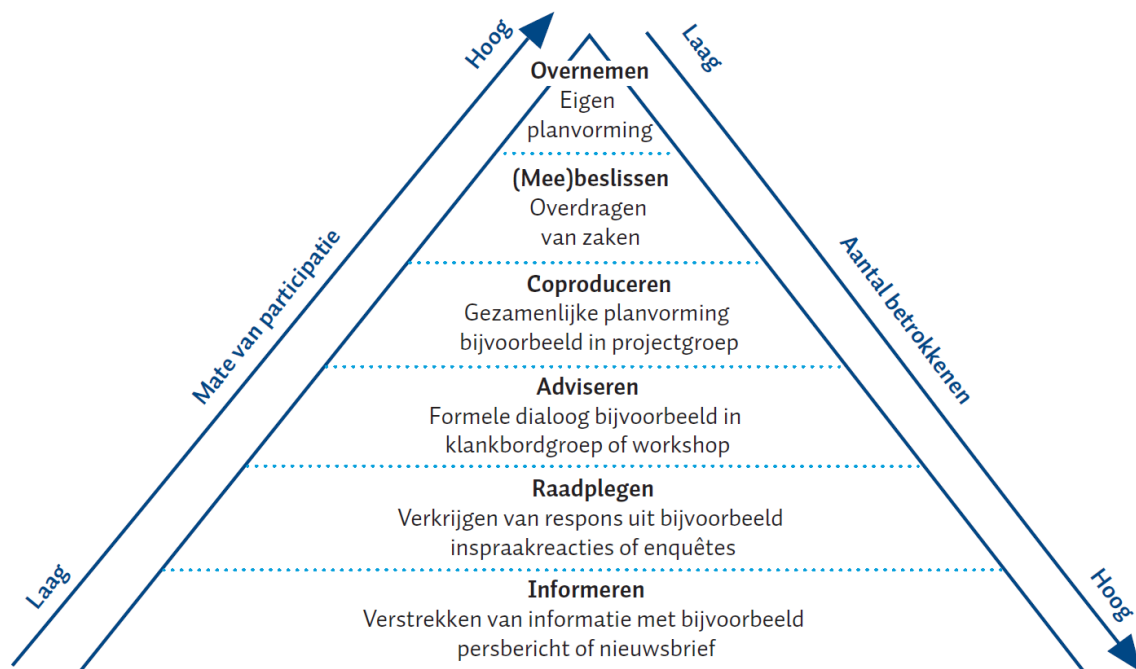 Hoog
Laag
Overnemen
Eigen
planvorming
(Mee)beslissen
Overdragen
van zaken
Mate van participatie
Aantal betrokkenen
Coproduceren
Gezamenlijke planvorming
bijvoorbeeld in projectgroep
Adviseren
Formele dialoog bijvoorbeeld in
klankbordgroep of workshop
Raadplegen
Verkrijgen van respons uit bijvoorbeeld
inspraakreacties of enquêtes
Laag
Hoog
Informeren
Verstrekken van informatie met bijvoorbeeld
persbericht of nieuwsbrief